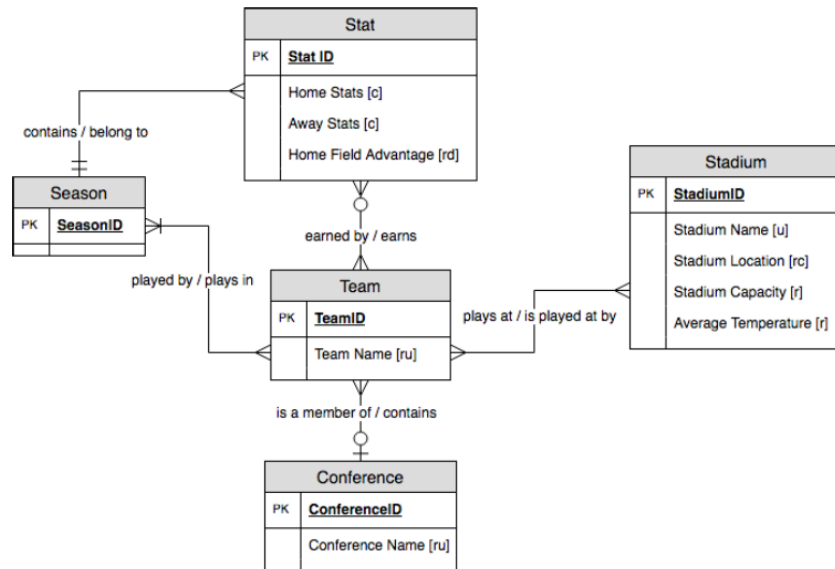 Stat
PK Stat ID
Home Stats [c]
Away Stats [c]
Home Field Advantage [rd]
contains / belong to
Season
PK SeasonID
Stadium
PK StadiumID
Stadium Name [u]
Stadium Location [rc]
Stadium Capacity [r]
Average Temperature [r]
earned by / earns
played by / plays in
Team
PK TeamID
Team Name [ru]
plays at / is played at by
is a member of / contains
Conference
PK ConferenceID
Conference Name [ru]